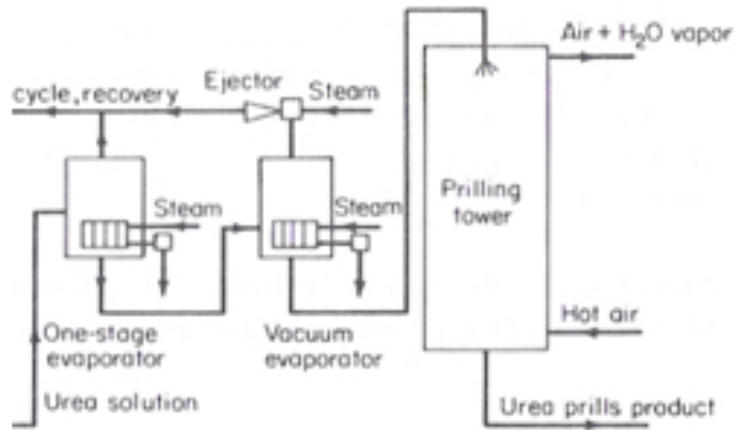 Air + H₂O vapor
Ejector
cycle, recovery
Steam
Prilling
tower
Steam
Steam
Hot air
One-stage
evaporator
Vacuum
evaporator
Urea solution
Urea prills product